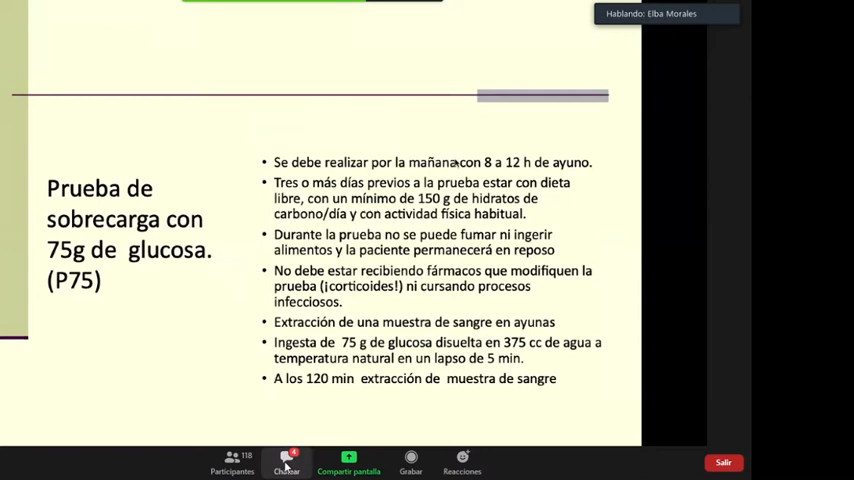 Hablando: Elba Morales
Prueba de
sobrecarga con
75g de glucosa.
(P75)
• Se debe realizar por la mañana con 8 a 12 h de ayuno.
• Tres o más días previos a la prueba estar con dieta
libre, con un mínimo de 150 g de hidratos de
carbono/día y con actividad física habitual.
• Durante la prueba no se puede fumar ni ingerir
alimentos y la paciente permanecerá en reposo
• No debe estar recibiendo fármacos que modifiquen la
prueba (¡corticoides!) ni cursando procesos
infecciosos.
• Extracción de una muestra de sangre en ayunas
• Ingesta de 75 g de glucosa disuelta en 375 cc de agua a
temperatura natural en un lapso de 5 min.
• A los 120 min extracción de muestra de sangre
118
4
Participantes
Chatear
Compartir pantalla
Grabar
Reacciones
Salir